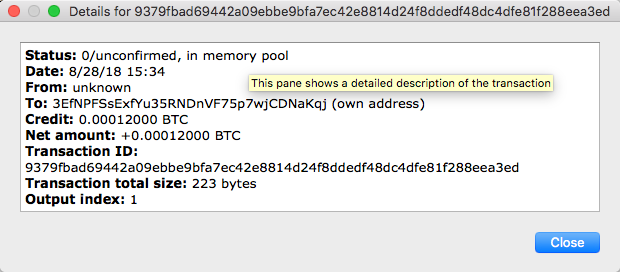 Details for 9379fbad69442a09ebbe9bfa7ec42e8814d24f8ddedf48dc4dfe81f288eea3ed
Status: 0/unconfirmed, in memory pool
Date: 8/28/18 15:34
This pane shows a detailed description of the transaction
From: unknown
To: 3EfNPFSsExfYu35RNDnVF75p7wjCDNaKqj (own address)
Credit: 0.00012000 BTC
Net amount: +0.00012000 BTC
Transaction ID:
9379fbad69442a09ebbe9bfa7ec42e8814d24f8ddedf48dc4dfe81f288eea3ed
Transaction total size: 223 bytes
Output index: 1
Close